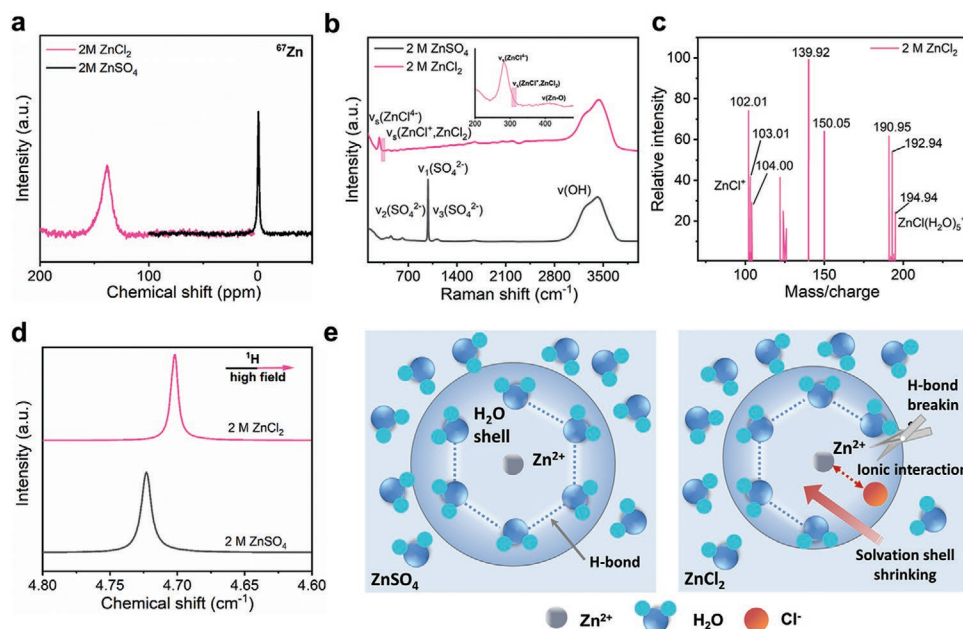 a
2M ZnCl2
2M ZnSO4
67Zn
Intensity (a.u.)
200
100
0
Chemical shift (ppm)
b
2 M ZnSO4
2 M ZnCl2
vs(ZnCl4-)
vs(ZnCl+,ZnCl2)
v(Zn-O)
200
300
400
vs(ZnCl4-)
vs(ZnCl+,ZnCl2)
v1(SO42-)
v2(SO42-)
v3(SO42-)
v(OH)
Intensity (a.u.)
700
1400
2100
2800
3500
Raman shift (cm-1)
c
2 M ZnCl2
139.92
102.01
103.01
104.00
150.05
190.95
192.94
194.94
ZnCl+
ZnCl(H2O)5+
Relative intensity
100
80
60
40
20
100
150
200
Mass/charge
d
1H
high field
2 M ZnCl2
2 M ZnSO4
Intensity (a.u.)
4.80
4.70
4.70
4.60
Chemical shift (cm-1)
e
H2O
shell
Zn2+
H-bond
ZnSO4
H-bond
breakin
Zn2+
Ionic interaction
Solvation shell
shrinking
ZnCl2
Zn2+
H2O
Cl-